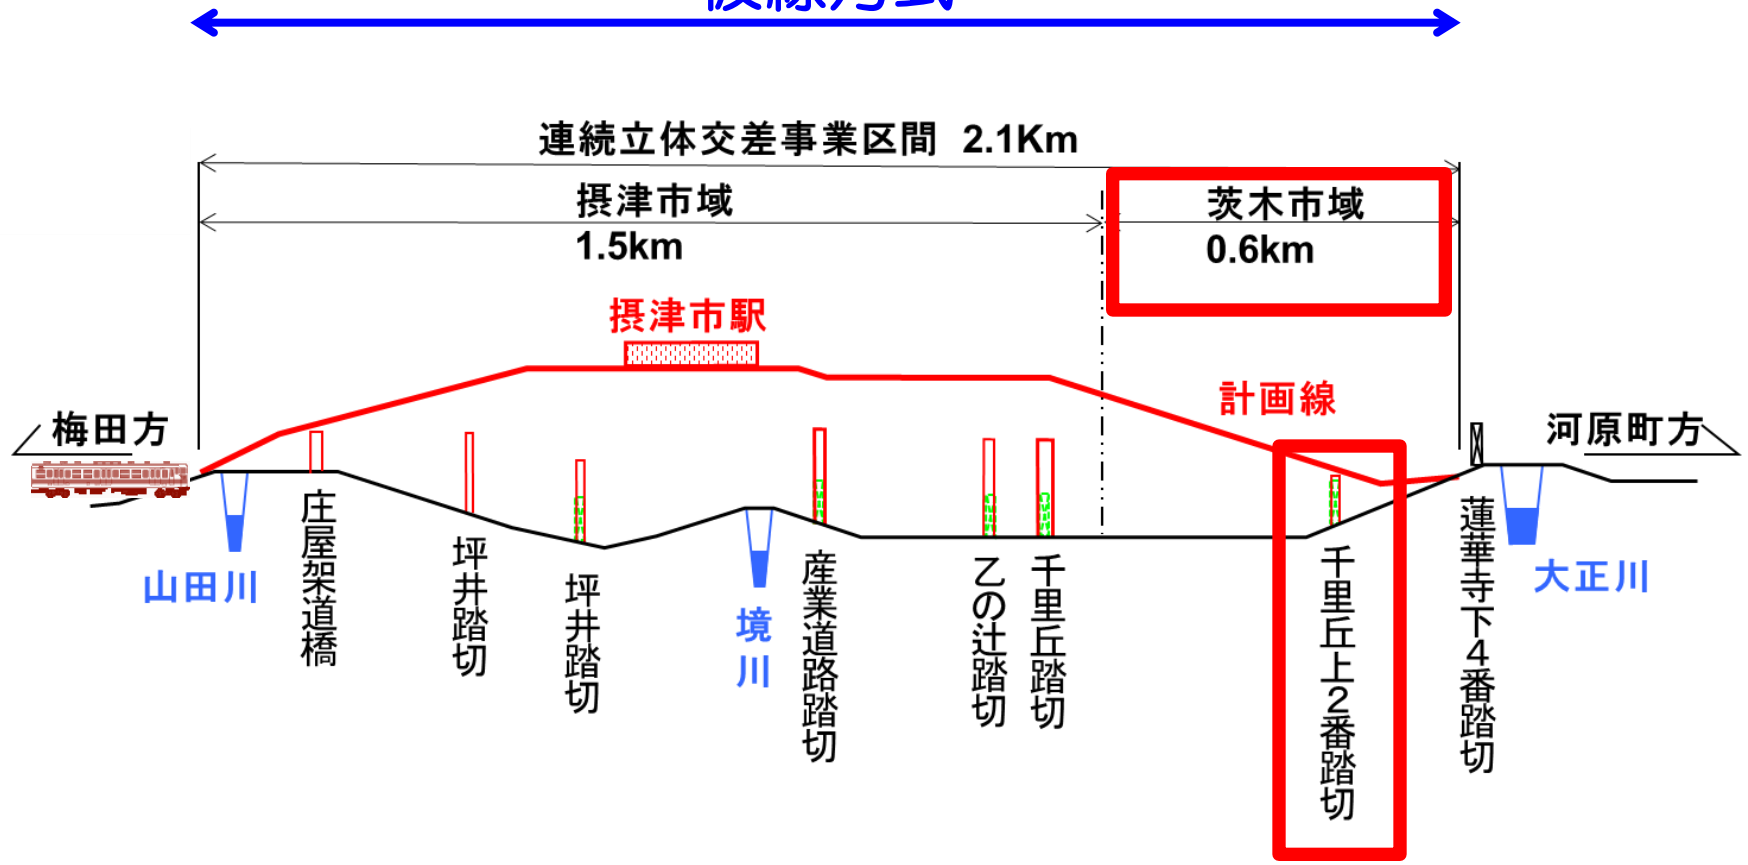 仮線方式
連続立体交差事業区間 2.1Km
摂津市域
1.5km
茨木市域
0.6km
摂津市駅
計画線
梅田方
河原町方
山田川
庄屋架道橋
坪井踏切
坪井踏切
境川
産業道路踏切
乙の辻踏切
千里丘踏切
千里丘上2番踏切
蓮華寺下4番踏切
大正川